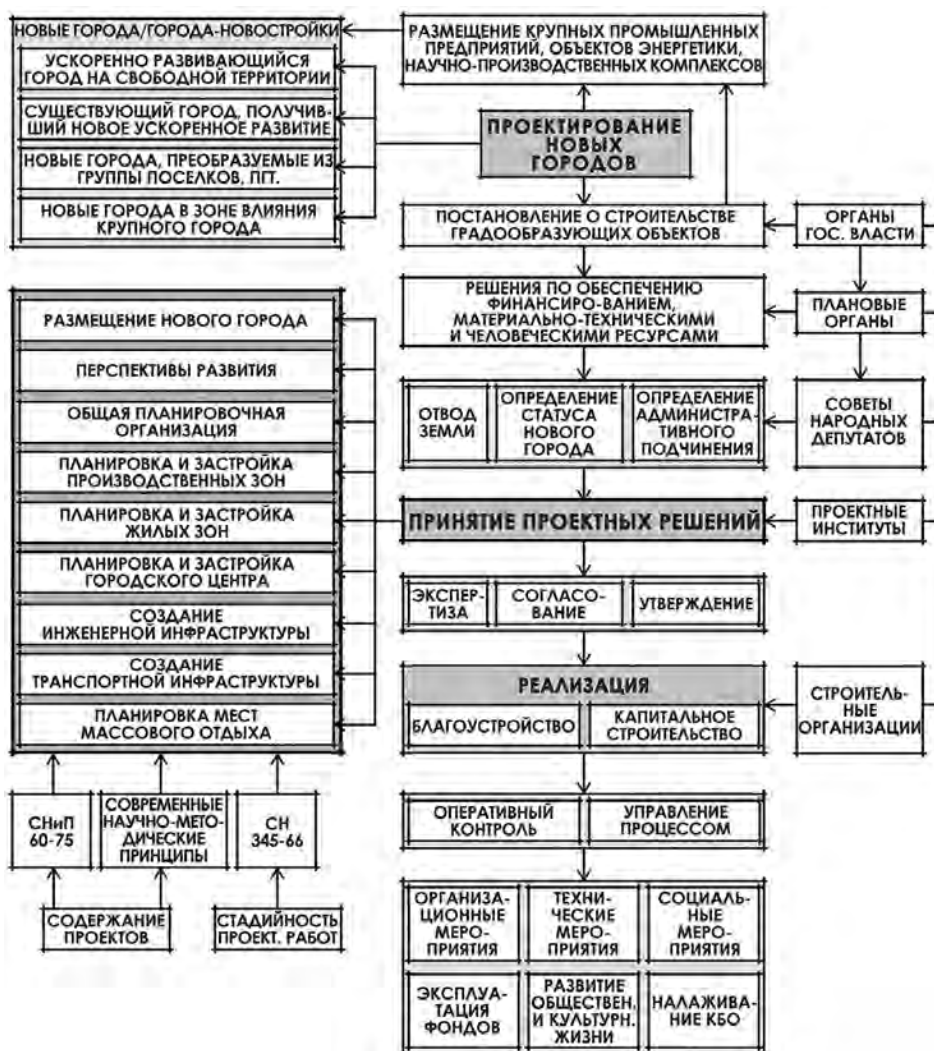 НОВЫЕ ГОРОДА/ГОРОДА-НОВОСТРОЙКИ
УСКОРЕННО РАЗВИВАЮЩИЙСЯ
ГОРОД НА СВОБОДНОЙ ТЕРРИТОРИИ
СУЩЕСТВУЮЩИЙ ГОРОД, ПОЛУЧИВ-
ШИЙ НОВОЕ УСКОРЕННОЕ РАЗВИТИЕ
НОВЫЕ ГОРОДА, ПРЕОБРАЗУЕМЫЕ ИЗ
ГРУППЫ ПОСЕЛКОВ, ПГТ.
НОВЫЕ ГОРОДА В ЗОНЕ ВЛИЯНИЯ
КРУПНОГО ГОРОДА
РАЗМЕЩЕНИЕ КРУПНЫХ ПРОМЫШЛЕННЫХ
ПРЕДПРИЯТИЙ, ОБЪЕКТОВ ЭНЕРГЕТИКИ,
НАУЧНО-ПРОИЗВОДСТВЕННЫХ КОМПЛЕКСОВ
ПРОЕКТИРОВАНИЕ
НОВЫХ
ГОРОДОВ
ПОСТАНОВЛЕНИЕ О СТРОИТЕЛЬСТВЕ
ГРАДООБРАЗУЮЩИХ ОБЪЕКТОВ
ОРГАНЫ
ГОС. ВЛАСТИ
РЕШЕНИЯ ПО ОБЕСПЕЧЕНИЮ
ФИНАНСИРО-ВАНИЕМ,
МАТЕРИАЛЬНО-ТЕХНИЧЕСКИМИ
И ЧЕЛОВЕЧЕСКИМИ РЕСУРСАМИ
ПЛАНОВЫЕ
ОРГАНЫ
ОТВОД
ЗЕМЛИ
ОПРЕДЕЛЕНИЕ
СТАТУСА
НОВОГО
ГОРОДА
ОПРЕДЕЛЕНИЕ
АДМИНИСТРА-
ТИВНОГО
ПОДЧИНЕНИЯ
СОВЕТЫ
НАРОДНЫХ
ДЕПУТАТОВ
ПРИНЯТИЕ ПРОЕКТНЫХ РЕШЕНИЙ
ПРОЕКТНЫЕ
ИНСТИТУТЫ
ЭКСПЕР-
ТИЗА
СОГЛАСО-
ВАНИЕ
УТВЕРЖДЕНИЕ
РЕАЛИЗАЦИЯ
БЛАГОУСТРОЙСТВО
КАПИТАЛЬНОЕ
СТРОИТЕЛЬСТВО
СТРОИТЕЛЬ-
НЫЕ
ОРГАНИЗАЦИИ
ОПЕРАТИВНЫЙ
КОНТРОЛЬ
УПРАВЛЕНИЕ
ПРОЦЕССОМ
ОРГАНИЗА-
ЦИОННЫЕ
МЕРО-
ПРИЯТИЯ
ТЕХНИ-
ЧЕСКИЕ
МЕРО-
ПРИЯТИЯ
СОЦИАЛЬ-
НЫЕ
МЕРО-
ПРИЯТИЯ
ЭКСПЛУА-
ТАЦИЯ
ФОНДОВ
РАЗВИТИЕ
ОБЩЕСТВЕН.
И КУЛЬТУРН.
ЖИЗНИ
НАЛАЖИВА-
НИЕ КБО
РАЗМЕЩЕНИЕ НОВОГО ГОРОДА
ПЕРСПЕКТИВЫ РАЗВИТИЯ
ОБЩАЯ ПЛАНИРОВОЧНАЯ
ОРГАНИЗАЦИЯ
ПЛАНИРОВКА И ЗАСТРОЙКА
ПРОИЗВОДСТВЕННЫХ ЗОН
ПЛАНИРОВКА И ЗАСТРОЙКА
ЖИЛЫХ ЗОН
ПЛАНИРОВКА И ЗАСТРОЙКА
ГОРОДСКОГО ЦЕНТРА
СОЗДАНИЕ
ИНЖЕНЕРНОЙ ИНФРАСТРУКТУРЫ
СОЗДАНИЕ
ТРАНСПОРТНОЙ ИНФРАСТРУКТУРЫ
ПЛАНИРОВКА МЕСТ
МАССОВОГО ОТДЫХА
СНиП
60-75
СОВРЕМЕННЫЕ
НАУЧНО-МЕТО-
ДИЧЕСКИЕ
ПРИНЦИПЫ
СН
345-66
СОДЕРЖАНИЕ
ПРОЕКТОВ
СТАДИЙНОСТЬ
ПРОЕКТ. РАБОТ